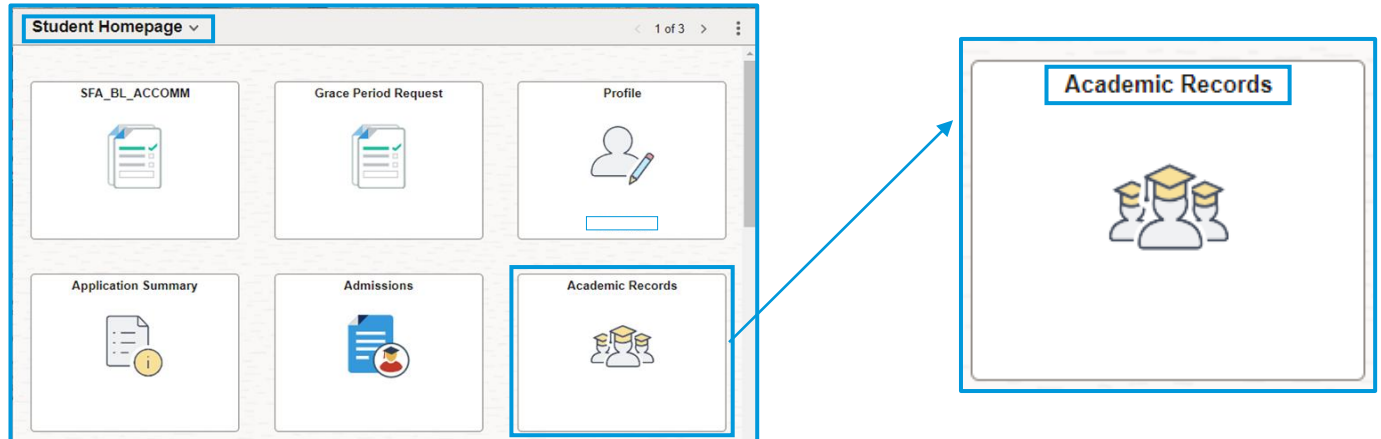 Student Homepage
1 of 3
SFA_BL_ACCOMM
Grace Period Request
Profile
Application Summary
Admissions
Academic Records
i
Academic Records